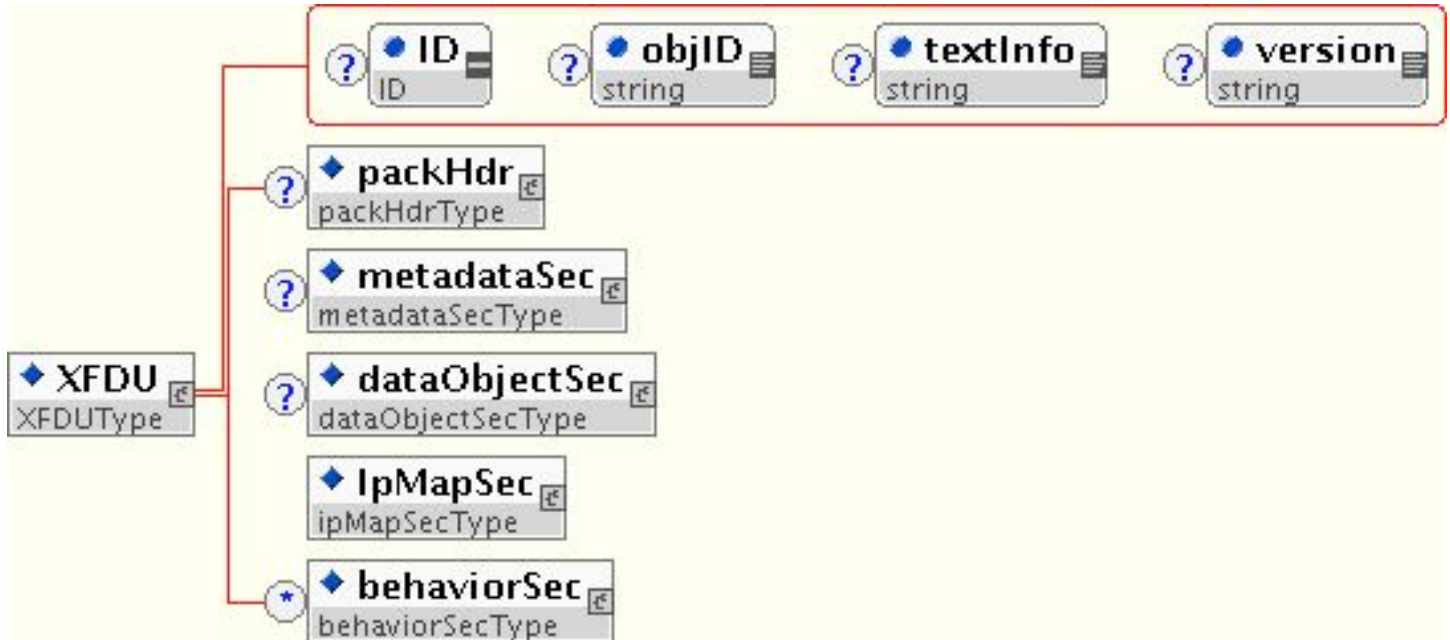 ? ID ? objID ? textInfo ? version
ID string string string
? packHdr
packHdrType
? metadataSec
metadataSecType
XFDU ? dataObjectSec
XFDUType dataObjectSecType
IpMapSec
ipMapSecType
* behaviorSec
behaviorSecType